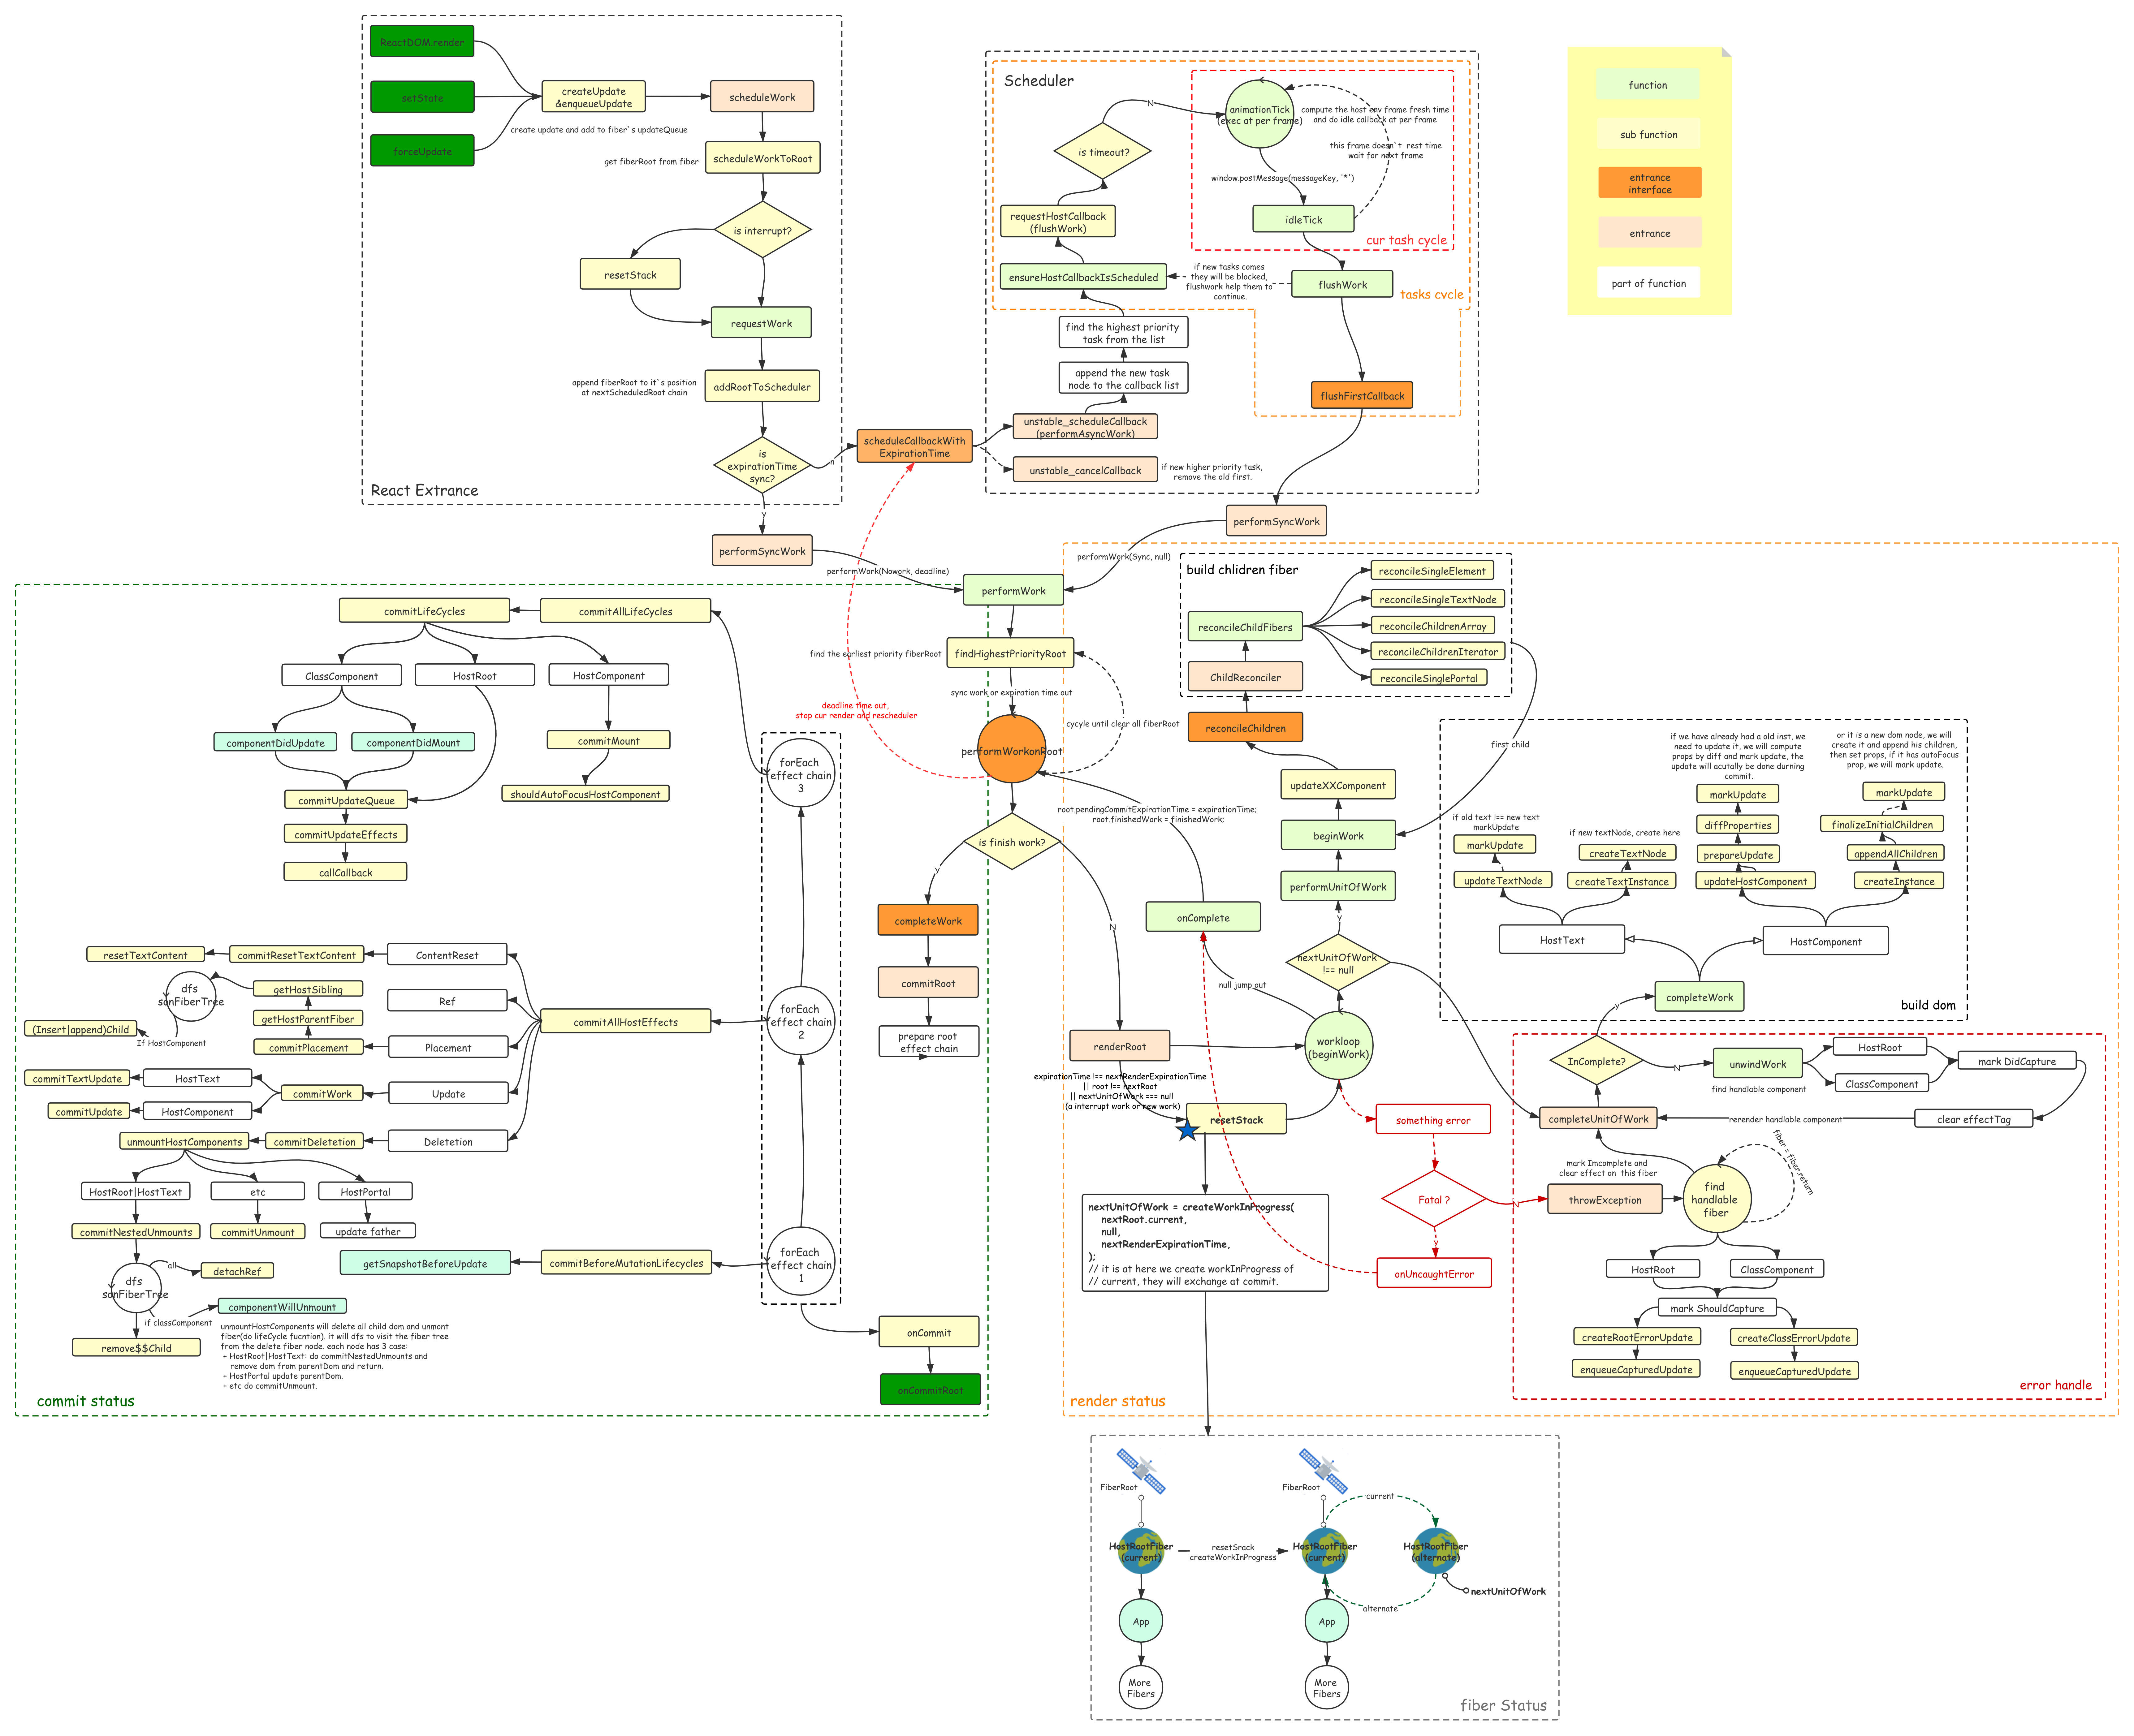 ReactDOM.render
setState
forceUpdate
createUpdate
&enqueueUpdate
create update and add to fiber`s updateQueue
scheduleWork
get fiberRoot from fiber
scheduleWorkToRoot
is interrupt?
resetStack
requestWork
append fiberRoot to it`s position
at nextScheduledRoot chain
addRootToScheduler
is
expirationTime
sync?
n
Y
React Extrance
scheduleCallbackWith
ExpirationTime
performSyncWork
performWork(Nowork, deadline)
Scheduler
is timeout?
N
animationTick
(exec at per frame)
compute the host env frame fresh time
and do idle callback at per frame
this frame doesn`t rest time
wait for next frame
window.postMessage(messageKey, '*')
idleTick
cur tash cycle
requestHostCallback
(flushWork)
ensureHostCallbackIsScheduled
if new tasks comes
they will be blocked,
flushwork help them to
continue.
flushWork
tasks cvcle
find the highest priority
task from the list
append the new task
node to the callback list
flushFirstCallback
unstable_scheduleCallback
(performAsyncWork)
unstable_cancelCallback
if new higher priority task,
remove the old first.
performSyncWork
performWork(Sync, null)
function
sub function
entrance
interface
entrance
part of function
performWork
find the earliest priority fiberRoot
findHighestPriorityRoot
sync work or expiration time out
deadline time out,
stop cur render and rescheduler
performWorkonRoot
cycyle until clear all fiberRoot
is finish work?
Y
N
root.pendingCommitExpirationTime = expirationTime;
root.finishedWork = finishedWork;
completeWork
commitRoot
prepare root
effect chain
commitLifeCycles
commitAllLifeCycles
ClassComponent
HostRoot
HostComponent
componentDidUpdate
componentDidMount
commitMount
commitUpdateQueue
shouldAutoFocusHostComponent
commitUpdateEffects
callCallback
forEach
effect chain
3
forEach
effect chain
2
forEach
effect chain
1
resetTextContent
commitResetTextContent
ContentReset
dfs
sonFiberTree
getHostSibling
Ref
getHostParentFiber
commitAllHostEffects
(Insert|append)Child
If HostComponent
commitPlacement
Placement
commitTextUpdate
HostText
commitWork
Update
commitUpdate
HostComponent
unmountHostComponents
commitDeletetion
Deletetion
HostRoot|HostText
etc
HostPortal
commitNestedUnmounts
commitUnmount
update father
getSnapshotBeforeUpdate
commitBeforeMutationLifecycles
dfs
sonFiberTree
all
detachRef
componentWillUnmount
if classComponent
remove$$Child
unmountHostComponents will delete all child dom and unmont
fiber(do lifeCycle fucntion). it will dfs to visit the fiber tree
from the delete fiber node. each node has 3 case:
+ HostRoot|HostText: do commitNestedUnmounts and
remove dom from parentDom and return.
+ HostPortal update parentDom.
+ etc do commitUnmount.
onCommit
onCommitRoot
commit status
build chlidren fiber
reconcileChildFibers
ChildReconciler
reconcileSingleElement
reconcileSingleTextNode
reconcileChildrenArray
reconcileChildrenIterator
reconcileSinglePortal
reconcileChildren
first child
updateXXComponent
beginWork
performUnitOfWork
Y
onComplete
nextUnitOfWork
!== null
null jump out
workloop
(beginWork)
renderRoot
expirationTime !== nextRenderExpirationTime
|| root !== nextRoot
|| nextUnitOfWork === null
(a interrupt work or new work)
resetStack
nextUnitOfWork = createWorkInProgress(
nextRoot.current,
null,
nextRenderExpirationTime,
);
// it is at here we create workInProgress of
// current, they will exchange at commit.
something error
Fatal ?
N
Y
onUncaughtError
render status
if we have already had a old inst, we
need to update it, we will compute
props by diff and mark update, the
update will acutally be done durning
commit.
or it is a new dom node, we will
create it and append his children,
then set props, if it has autoFocus
prop, we will mark update.
if old text !== new text
markUpdate
if new textNode, create here
markUpdate
markUpdate
markUpdate
diffProperties
finalizeInitialChildren
createTextNode
prepareUpdate
appendAllChildren
updateTextNode
createTextInstance
updateHostComponent
createInstance
HostText
HostComponent
completeWork
build dom
Y
InComplete?
N
unwindWork
find handlable component
HostRoot
ClassComponent
mark DidCapture
completeUnitOfWork
rerender handlable component
clear effectTag
mark Imcomplete and
clear effect on this fiber
throwException
find
handlable
fiber
fiber = fiber.return
HostRoot
ClassComponent
mark ShouldCapture
createRootErrorUpdate
createClassErrorUpdate
enqueueCapturedUpdate
enqueueCapturedUpdate
error handle
FiberRoot
FiberRoot
current
HostRootFiber
(current)
resetSrack
createWorkInProgress
HostRootFiber
(current)
HostRootFiber
(alternate)
nextUnitOfWork
alternate
App
App
More
Fibers
More
Fibers
fiber Status